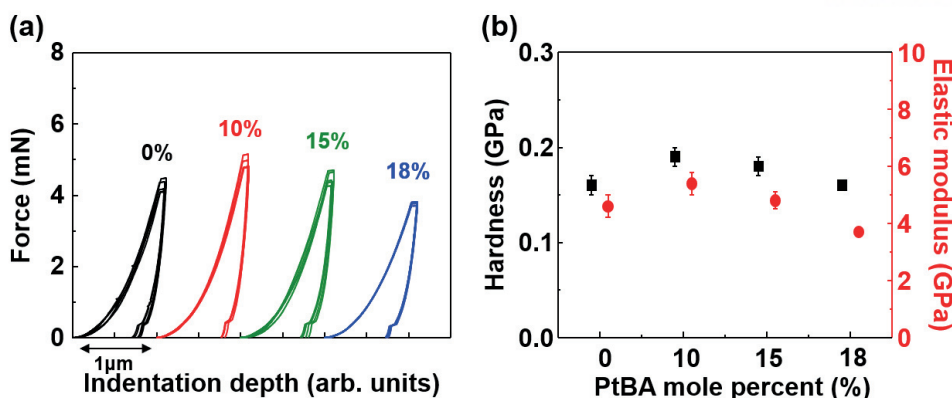 (a)
Force (mN)
8
6
4
2
0
0%
10%
15%
18%
1µm
Indentation depth (arb. units)
(b)
Hardness (GPa)
0.3
0.2
0.1
0.0
0
10
15
18
PtBA mole percent (%)
10
8
6
4
2
0
Elastic modulus (GPa)